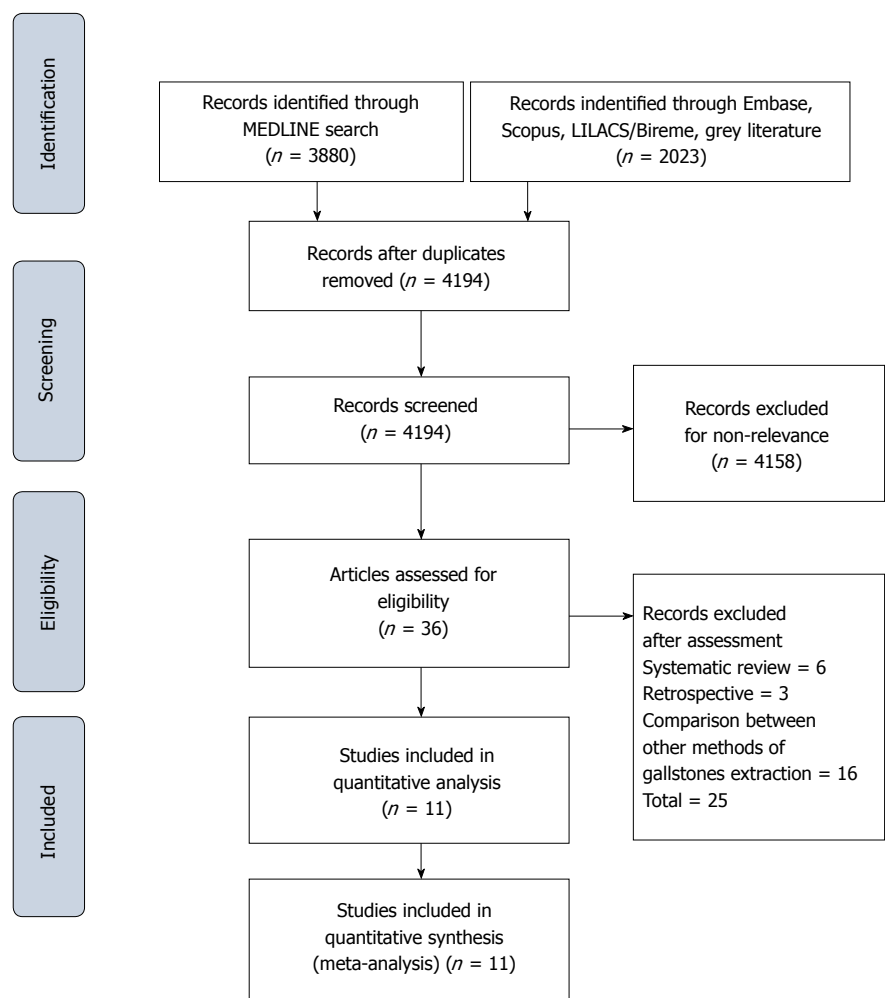 Identification
Records identified through
MEDLINE search
(n = 3880)
Records indentified through Embase,
Scopus, LILACS/Bireme, grey literature
(n = 2023)
Records after duplicates
removed (n = 4194)
Screening
Records screened
(n = 4194)
Records excluded
for non-relevance
(n = 4158)
Eligibility
Articles assessed for
eligibility
(n = 36)
Records excluded
after assessment
Systematic review = 6
Retrospective = 3
Comparison between
other methods of
gallstones extraction = 16
Total = 25
Included
Studies included in
quantitative analysis
(n = 11)
Studies included in
quantitative synthesis
(meta-analysis) (n = 11)